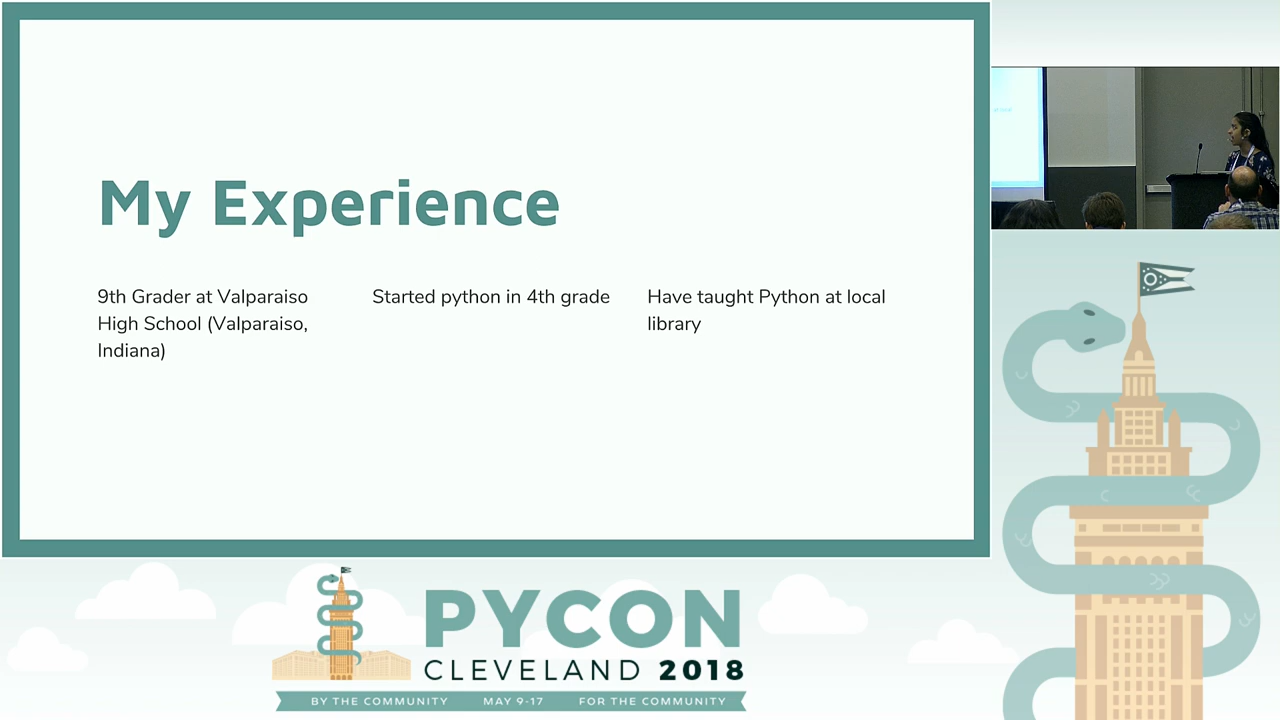 My Experience
9th Grader at Valparaiso
High School (Valparaiso,
Indiana)
Started python in 4th grade
Have taught Python at local
library
PYCON
CLEVELAND 2018
BY THE COMMUNITY MAY 9-17 FOR THE COMMUNITY